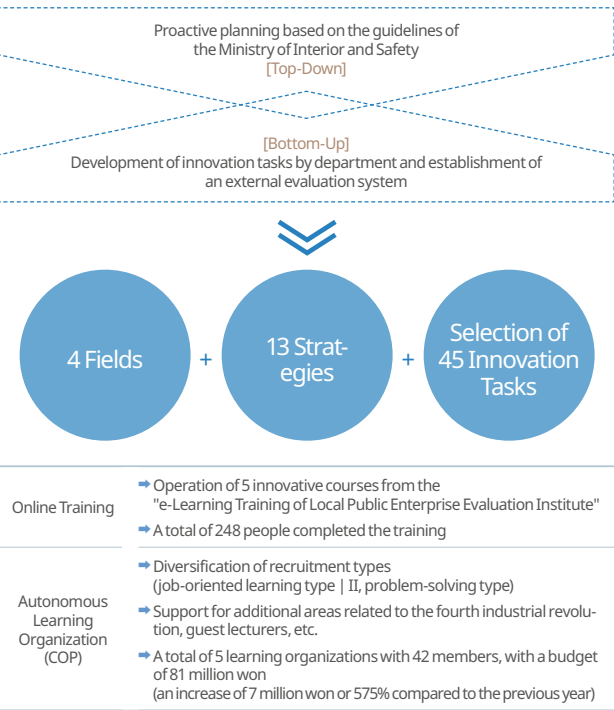 Proactive planning based on the guidelines of
the Ministry of Interior and Safety
[Top-Down]
[Bottom-Up]
Development of innovation tasks by department and establishment of
an external evaluation system
4 Fields
+
13 Strat-
egies
+
Selection of
45 Innovation
Tasks
Online Training
Operation of 5 innovative courses from the
"e-Learning Training of Local Public Enterprise Evaluation Institute"
A total of 248 people completed the training
Autonomous
Learning
Organization
(COP)
Diversification of recruitment types
(job-oriented learning type | II, problem-solving type)
Support for additional areas related to the fourth industrial revolu-
tion, guest lecturers, etc.
A total of 5 learning organizations with 42 members, with a budget
of 81 million won
(an increase of 7 million won or 575% compared to the previous year)